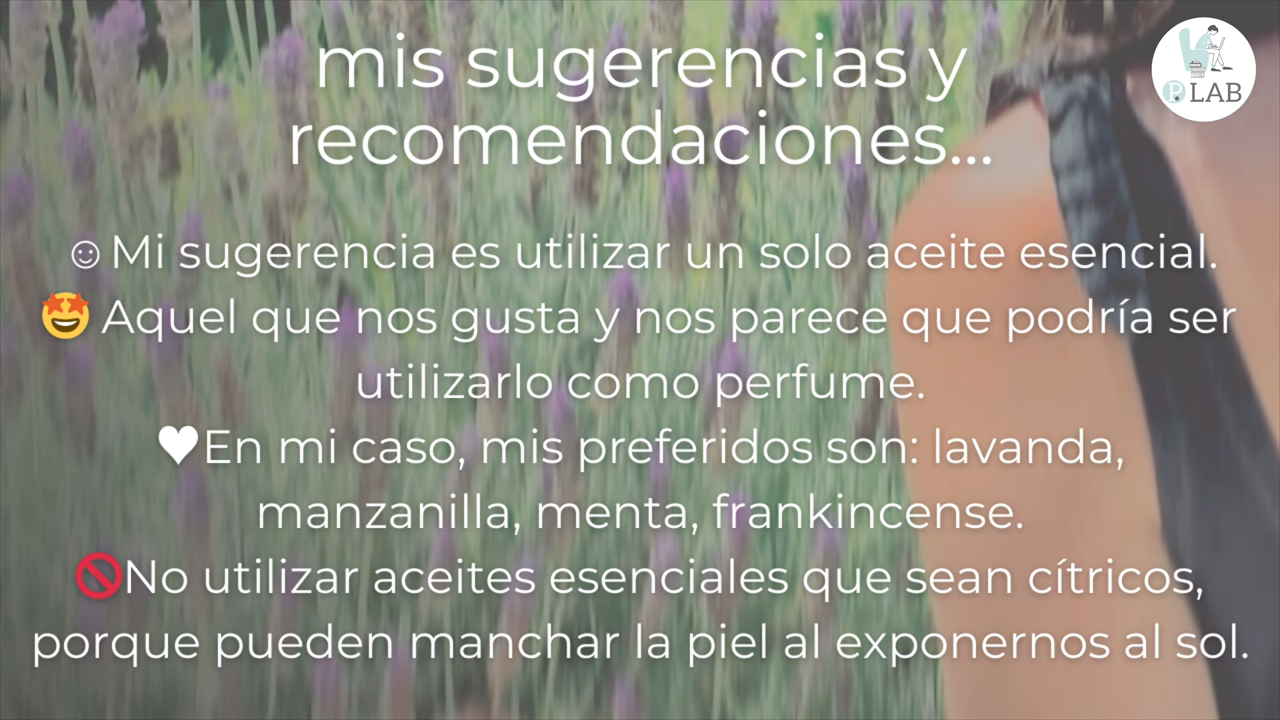 mis sugerencias y
recomendaciones...
P LAB
☺Mi sugerencia es utilizar un solo aceite esencial.
🤩 Aquel que nos gusta y nos parece que podría ser
utilizarlo como perfume.
♥En mi caso, mis preferidos son: lavanda,
manzanilla, menta, frankincense.
🚫No utilizar aceites esenciales que sean cítricos,
porque pueden manchar la piel al exponernos al sol.